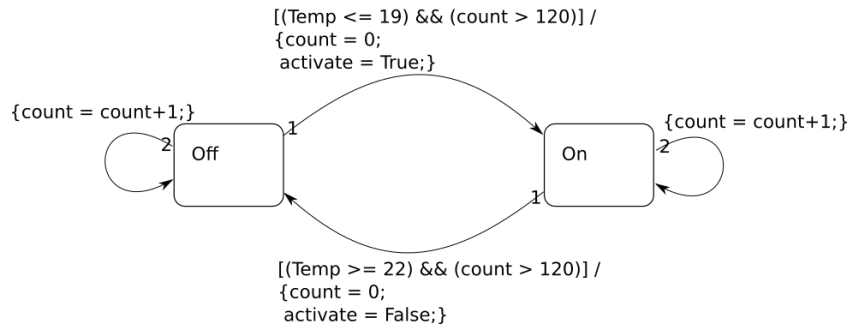 [(Temp <= 19) && (count > 120)] /
{count = 0;
activate = True;}
{count = count+1;}
1
2
Off
On
{count = count+1;}
2
1
[(Temp >= 22) && (count > 120)] /
{count = 0;
activate = False;}